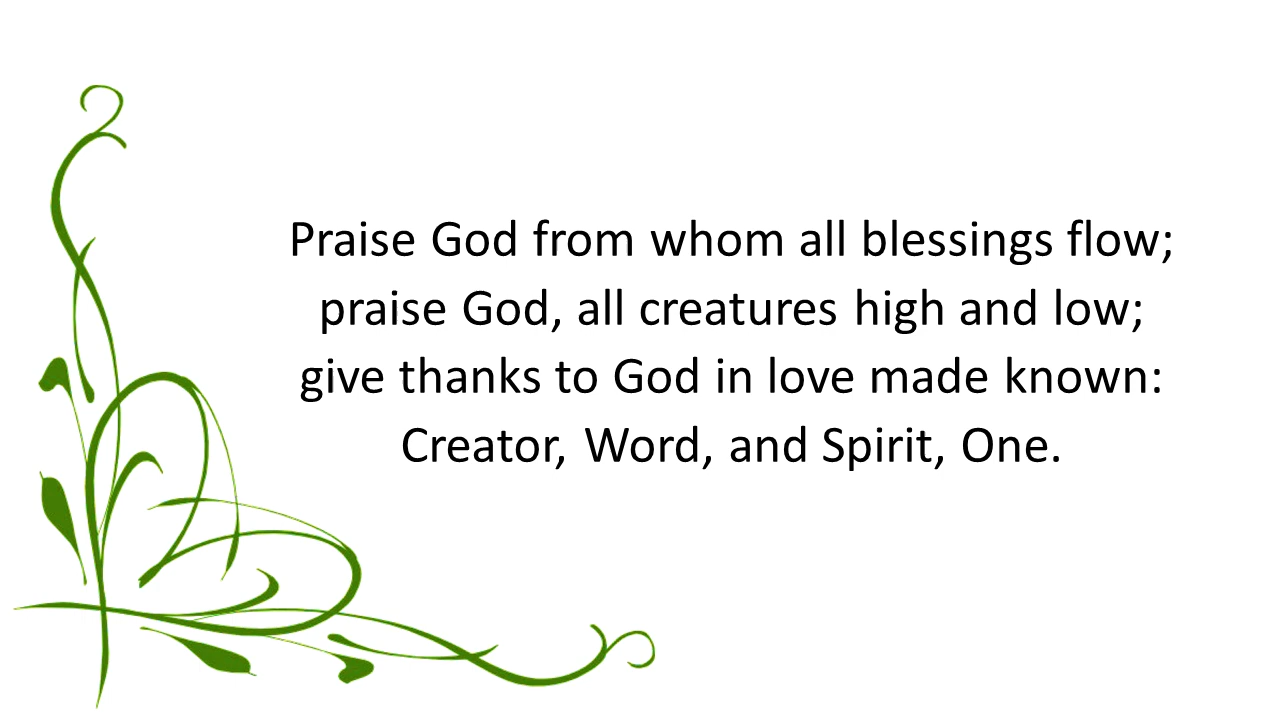 Praise God from whom all blessings flow;
praise God, all creatures high and low;
give thanks to God in love made known:
Creator, Word, and Spirit, One.